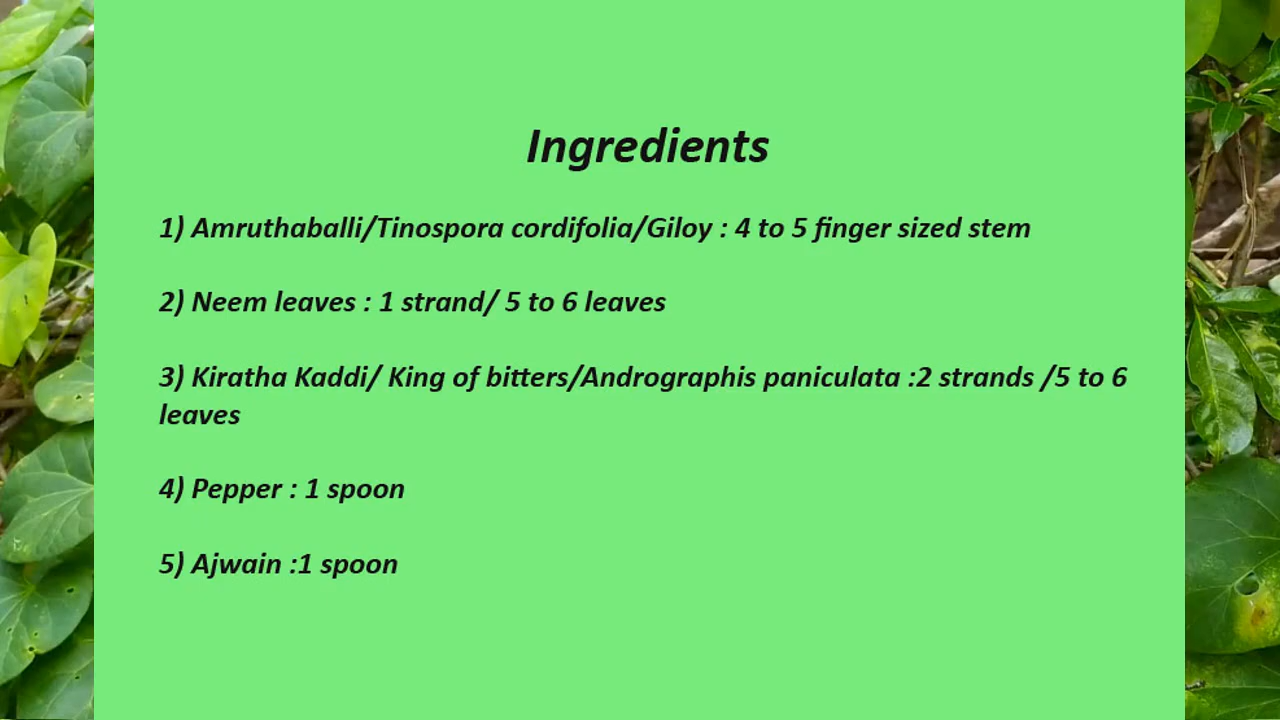 Ingredients
1) Amruthaballi/Tinospora cordifolia/Giloy : 4 to 5 finger sized stem
2) Neem leaves : 1 strand/ 5 to 6 leaves
3) Kiratha Kaddi/ King of bitters/Andrographis paniculata :2 strands /5 to 6
leaves
4) Pepper : 1 spoon
5) Ajwain :1 spoon